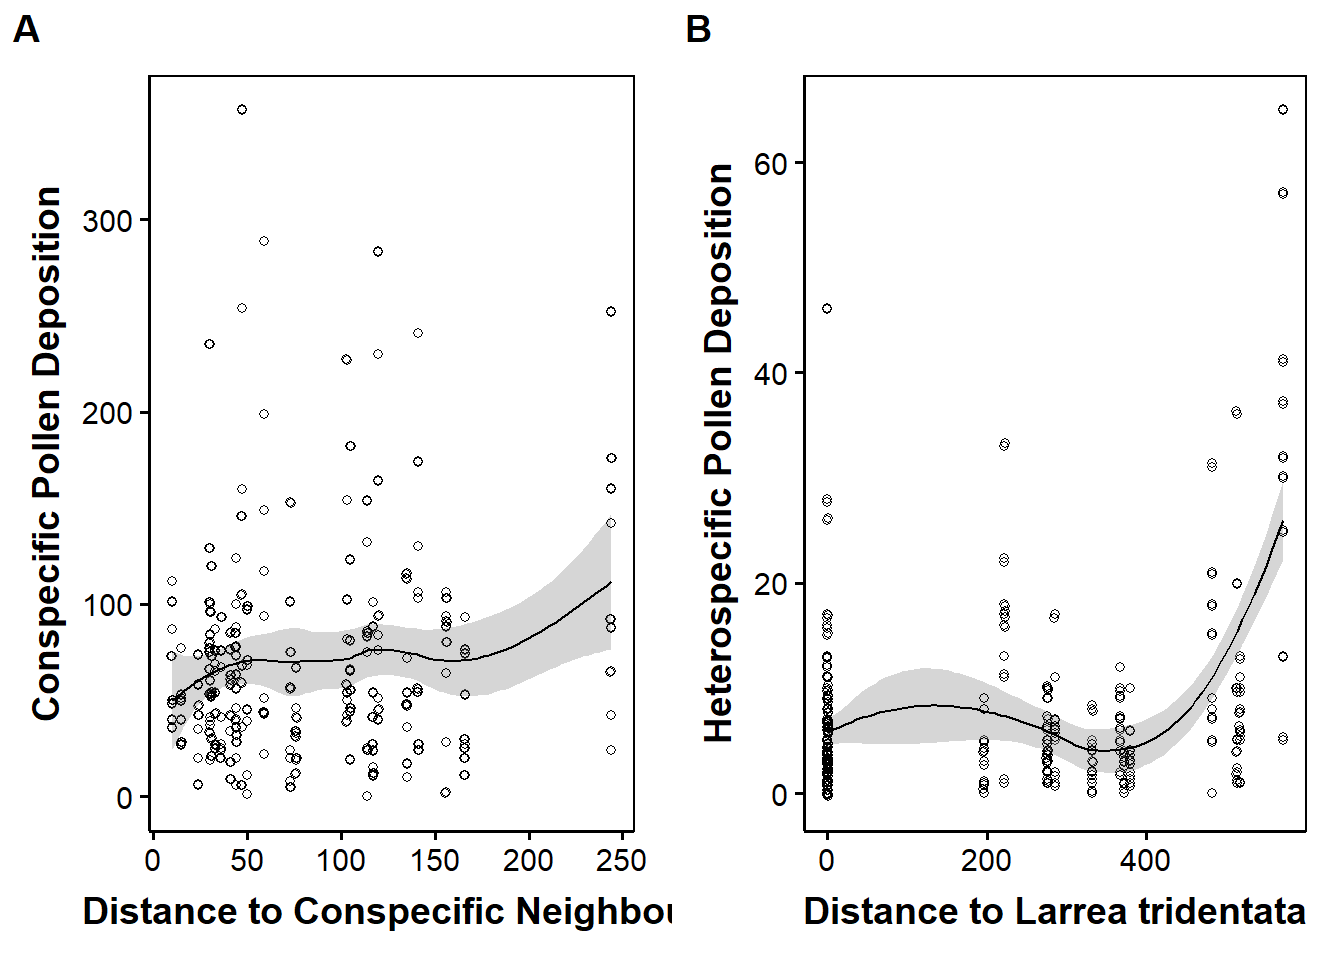 A
B
Conspecific Pollen Deposition
300
200
100
0
0 50 100 150 200 250
Distance to Conspecific Neighbou
Heterospecific Pollen Deposition
60
40
20
0
0 200 400
Distance to Larrea tridentata